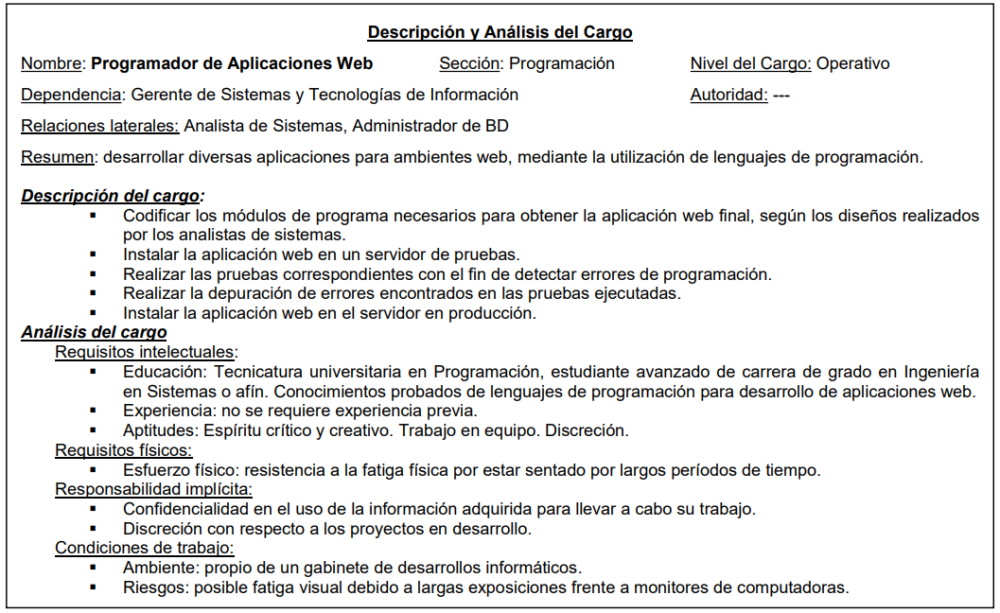 Descripción y Análisis del Cargo
Nombre: Programador de Aplicaciones Web Sección: Programación Nivel del Cargo: Operativo
Dependencia: Gerente de Sistemas y Tecnologías de Información Autoridad: ---
Relaciones laterales: Analista de Sistemas, Administrador de BD
Resumen: desarrollar diversas aplicaciones para ambientes web, mediante la utilización de lenguajes de programación.
Descripción del cargo:
▪ Codificar los módulos de programa necesarios para obtener la aplicación web final, según los diseños realizados
por los analistas de sistemas.
▪ Instalar la aplicación web en un servidor de pruebas.
▪ Realizar las pruebas correspondientes con el fin de detectar errores de programación.
▪ Realizar la depuración de errores encontrados en las pruebas ejecutadas.
▪ Instalar la aplicación web en el servidor en producción.
Análisis del cargo
Requisitos intelectuales:
▪ Educación: Tecnicatura universitaria en Programación, estudiante avanzado de carrera de grado en Ingeniería
en Sistemas o afín. Conocimientos probados de lenguajes de programación para desarrollo de aplicaciones web.
▪ Experiencia: no se requiere experiencia previa.
▪ Aptitudes: Espíritu crítico y creativo. Trabajo en equipo. Discreción.
Requisitos físicos:
▪ Esfuerzo físico: resistencia a la fatiga física por estar sentado por largos períodos de tiempo.
Responsabilidad implícita:
▪ Confidencialidad en el uso de la información adquirida para llevar a cabo su trabajo.
▪ Discreción con respecto a los proyectos en desarrollo.
Condiciones de trabajo:
▪ Ambiente: propio de un gabinete de desarrollos informáticos.
▪ Riesgos: posible fatiga visual debido a largas exposiciones frente a monitores de computadoras.